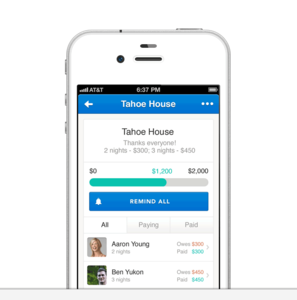 AT&T 6:37 PM
Tahoe House
Tahoe House
Thanks everyone!
2 nights - $300; 3 nights - $450
$0 $1,200 $2,000
REMIND ALL
All Paying Paid
Aaron Young Owes $300
2 nights Paid $300
Ben Yukon Owes $450
3 nights Paid $450